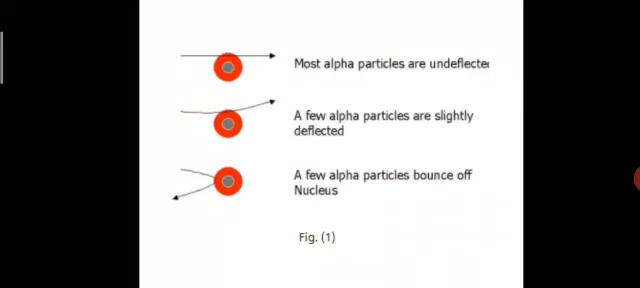 Most alpha particles are undeflecte
A few alpha particles are slightly
deflected
A few alpha particles bounce off
Nucleus
Fig. (1)